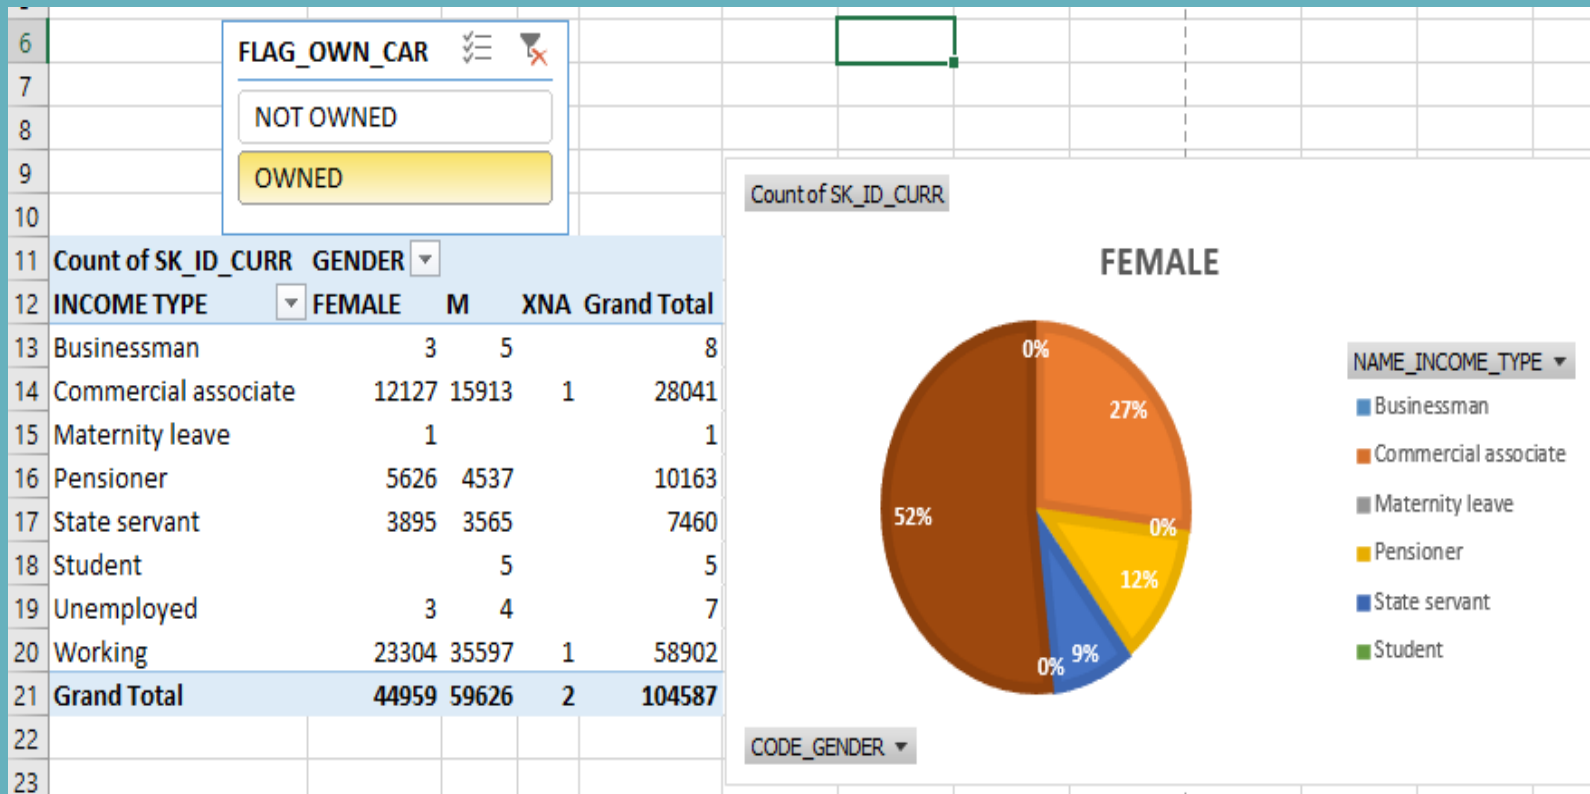 6
FLAG_OWN_CAR
7
NOT OWNED
8
9
OWNED
10
11 Count of SK_ID_CURR GENDER
12 INCOME TYPE FEMALE M XNA Grand Total
13 Businessman 3 5 8
14 Commercial associate 12127 15913 1 28041
15 Maternity leave 1 1
16 Pensioner 5626 4537 10163
17 State servant 3895 3565 7460
18 Student 5 5
19 Unemployed 3 4 7
20 Working 23304 35597 1 58902
21 Grand Total 44959 59626 2 104587
22
23
Count of SK_ID_CURR
FEMALE
0%
27%
0%
12%
9%
0%
52%
NAME_INCOME_TYPE
Businessman
Commercial associate
Maternity leave
Pensioner
State servant
Student
CODE_GENDER